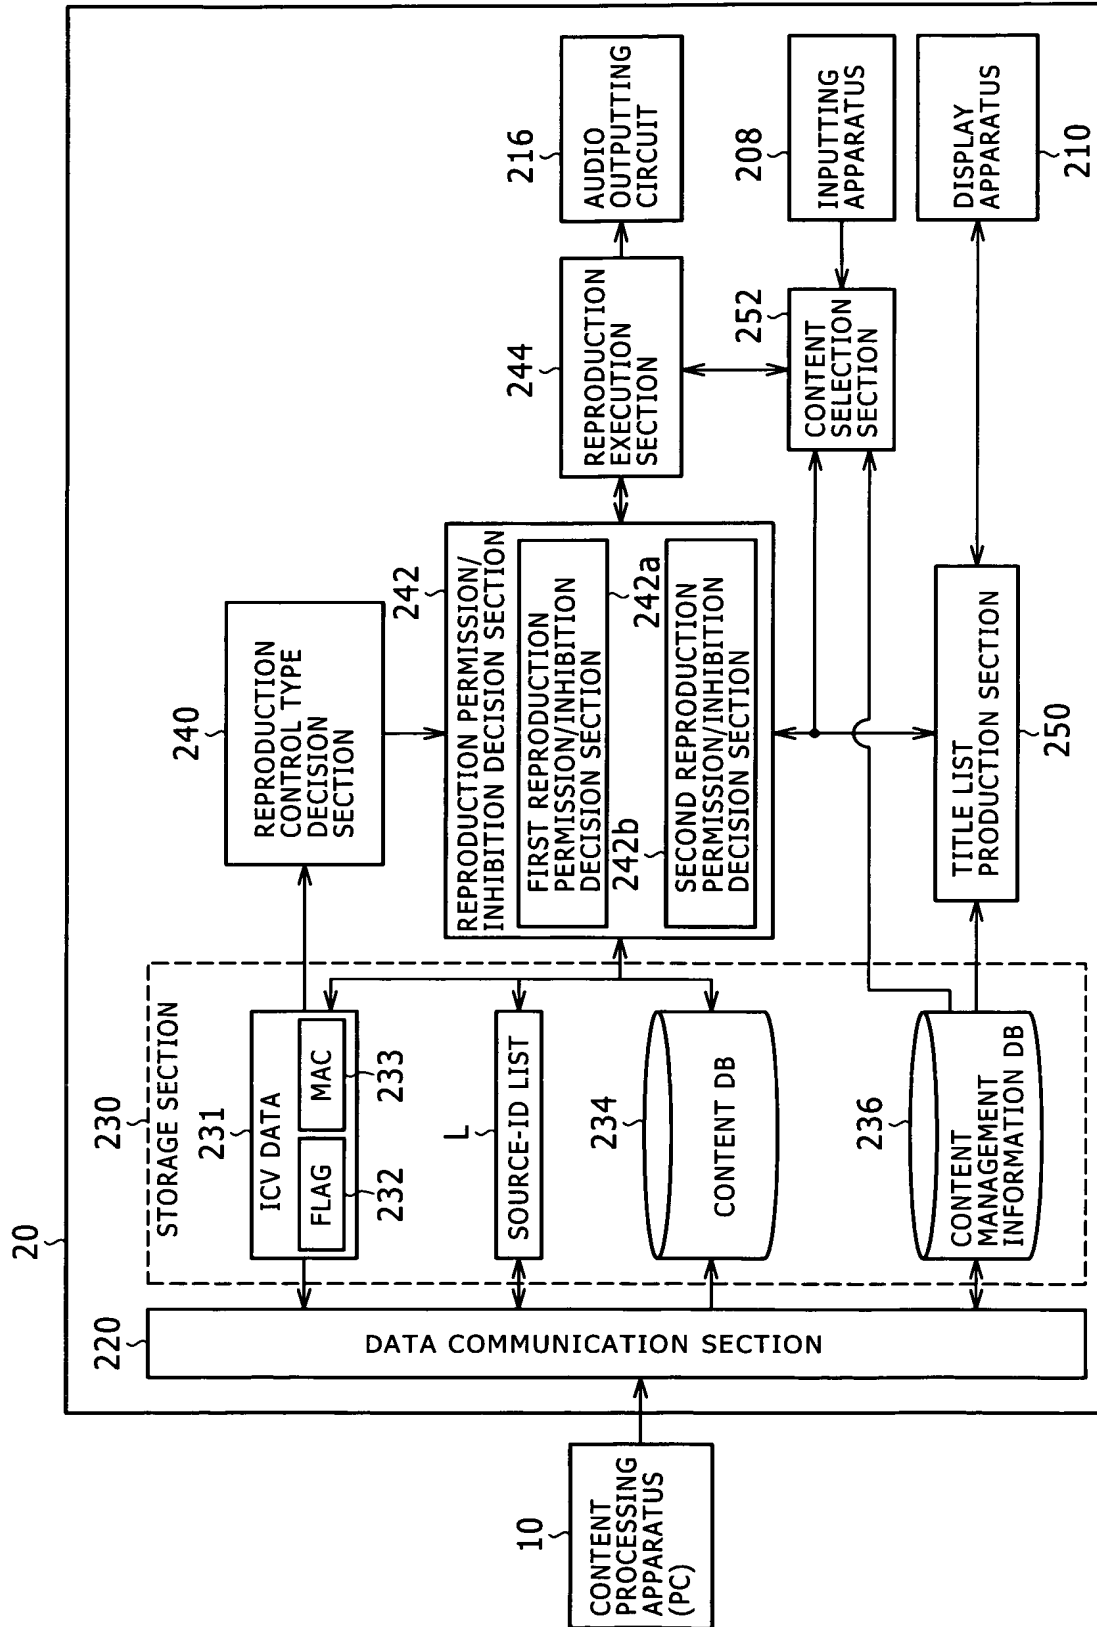 20
10
CONTENT
PROCESSING
APPARATUS
(PC)
220
DATA COMMUNICATION SECTION
230
STORAGE SECTION
231
ICV DATA
FLAG
232
MAC
233
L
SOURCE-ID LIST
234
CONTENT DB
236
CONTENT
MANAGEMENT
INFORMATION DB
240
REPRODUCTION
CONTROL TYPE
DECISION
SECTION
242
REPRODUCTION PERMISSION/
INHIBITION DECISION SECTION
FIRST REPRODUCTION
PERMISSION/INHIBITION
DECISION SECTION
242a
242b
SECOND REPRODUCTION
PERMISSION/INHIBITION
DECISION SECTION
244
REPRODUCTION
EXECUTION
SECTION
216
AUDIO
OUTPUTTING
CIRCUIT
252
CONTENT
SELECTION
SECTION
208
INPUTTING
APPARATUS
250
TITLE LIST
PRODUCTION SECTION
210
DISPLAY
APPARATUS